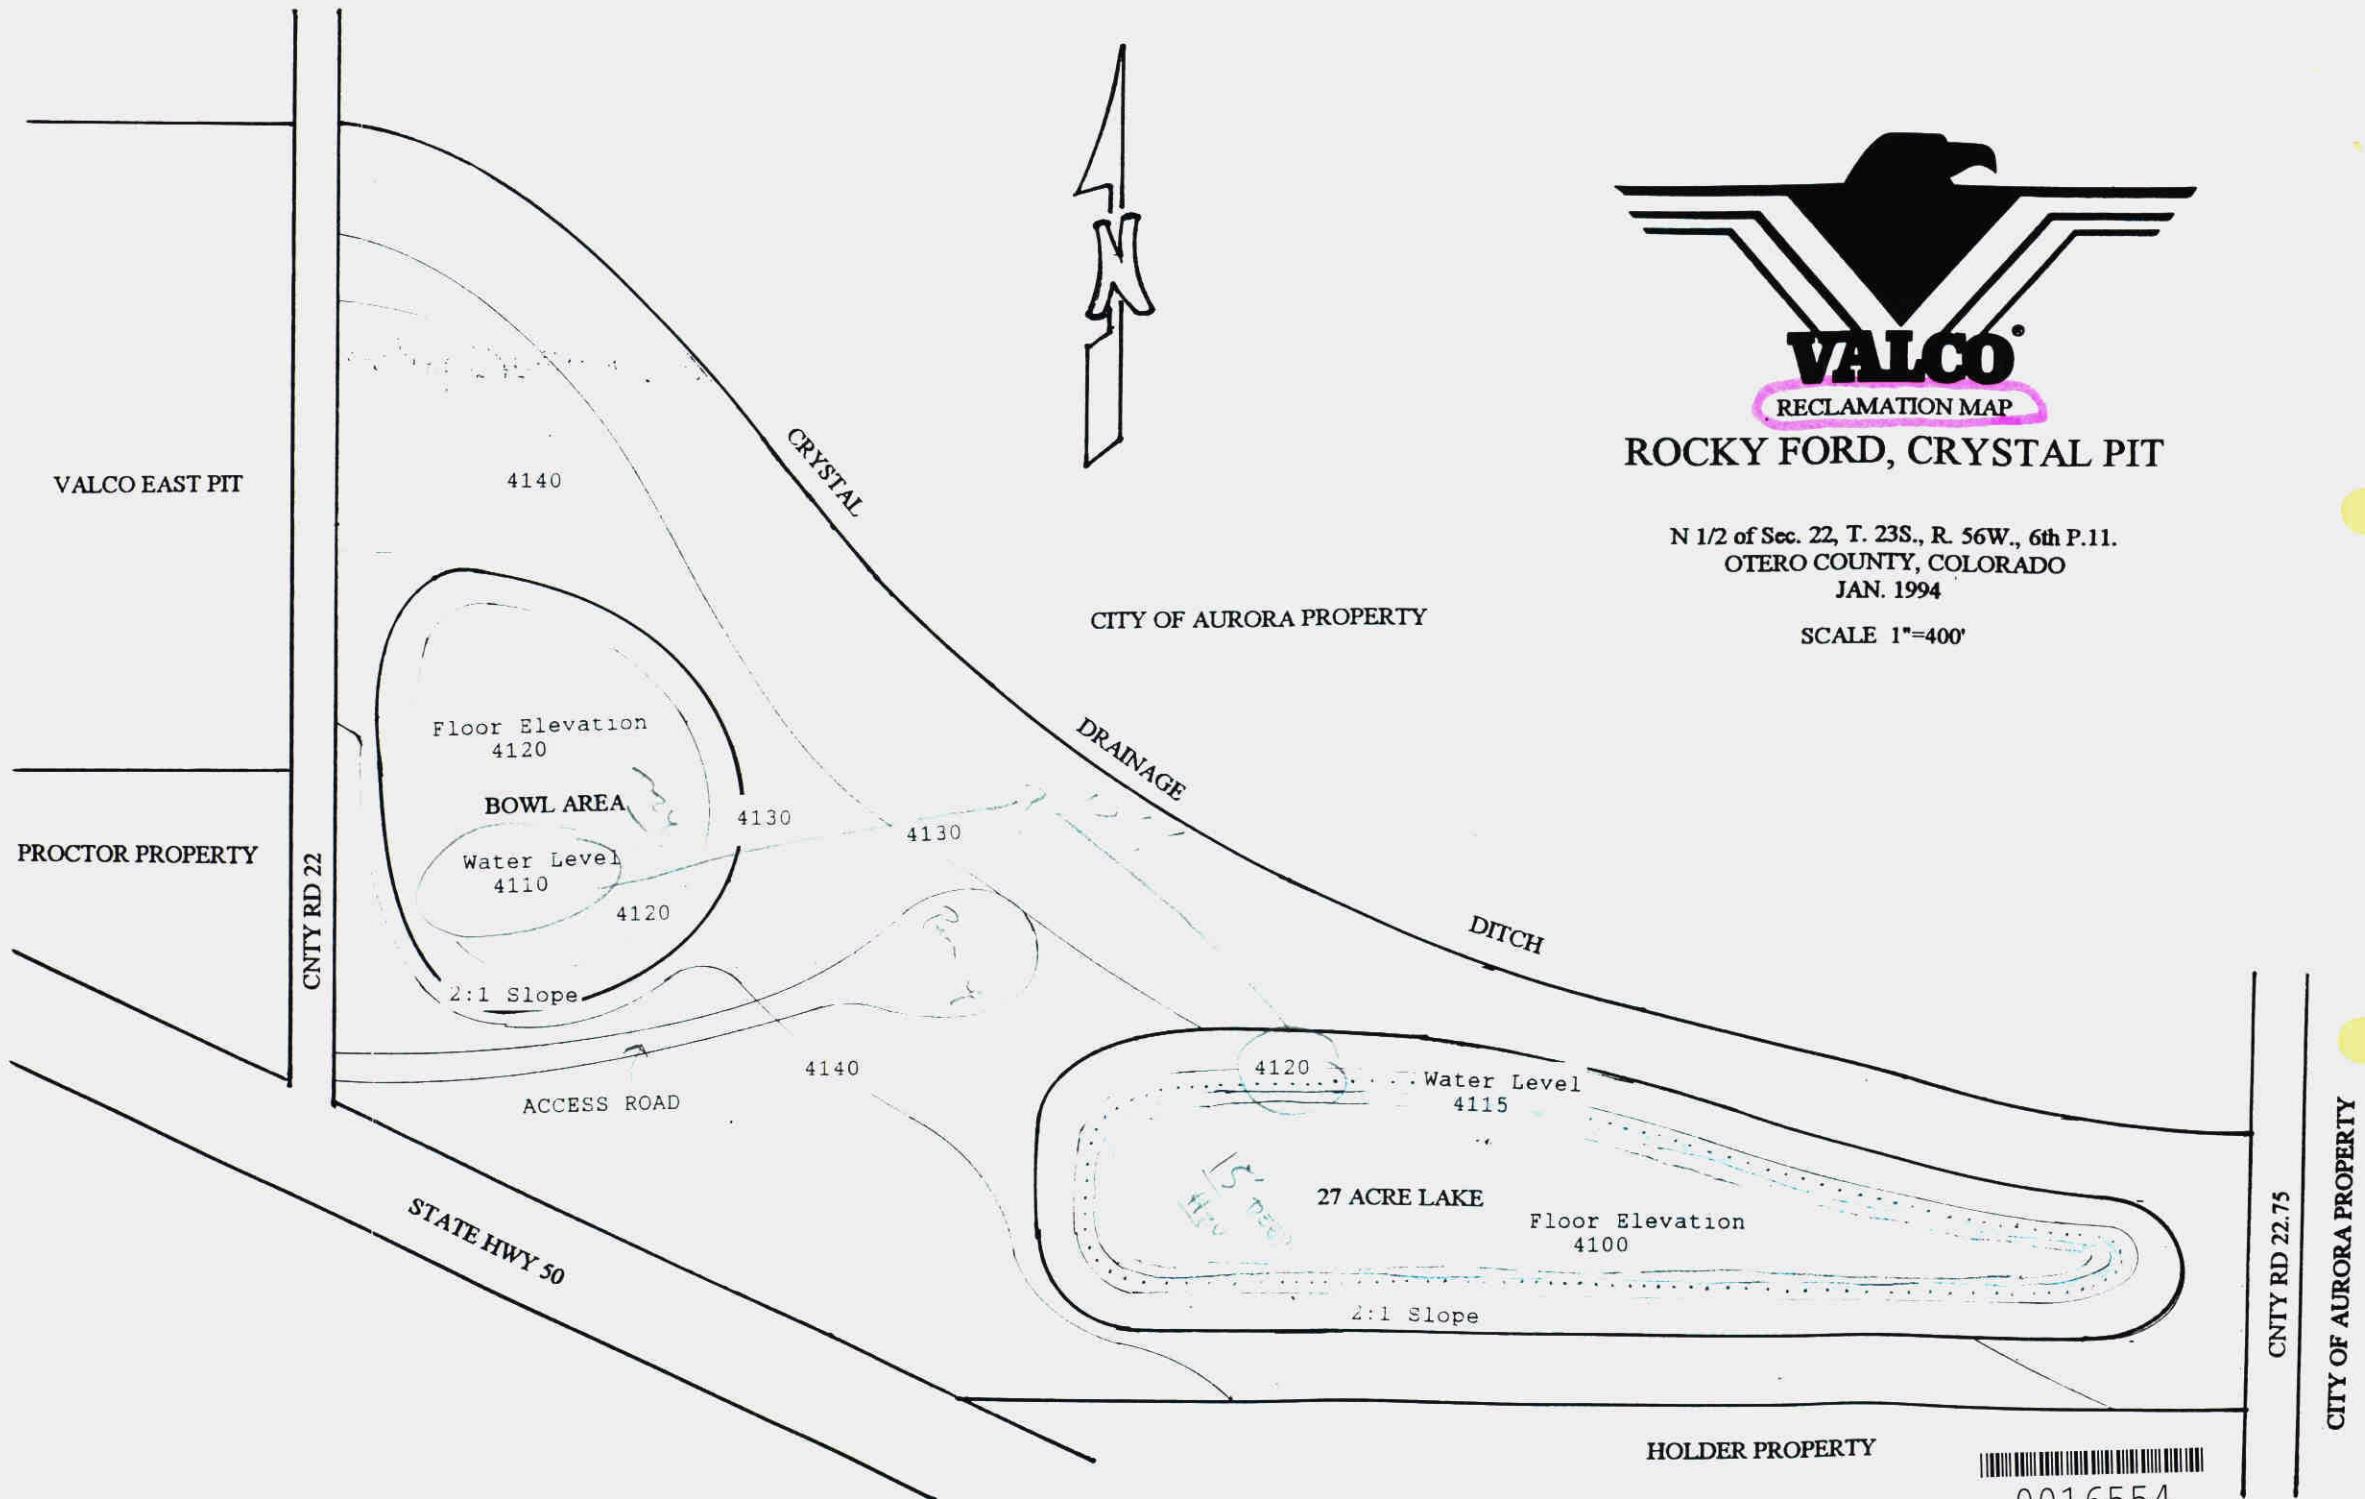 VALCO®
RECLAMATION MAP
ROCKY FORD, CRYSTAL PIT
N 1/2 of Sec. 22, T. 23S., R. 56W., 6th P.11.
OTERO COUNTY, COLORADO
JAN. 1994
SCALE 1"=400'
N
VALCO EAST PIT
4140
CRYSTAL
CITY OF AURORA PROPERTY
Floor Elevation
4120
BOWL AREA
DRAINAGE
4130
4130
PROCTOR PROPERTY
CNTY RD 22
Water Level
4110
4120
DITCH
2:1 Slope
4140
4120
Water Level
4115
ACCESS ROAD
STATE HWY 50
15'
27 ACRE LAKE
Floor Elevation
4100
2:1 Slope
CNTY RD 22.75
CITY OF AURORA PROPERTY
HOLDER PROPERTY
0016554